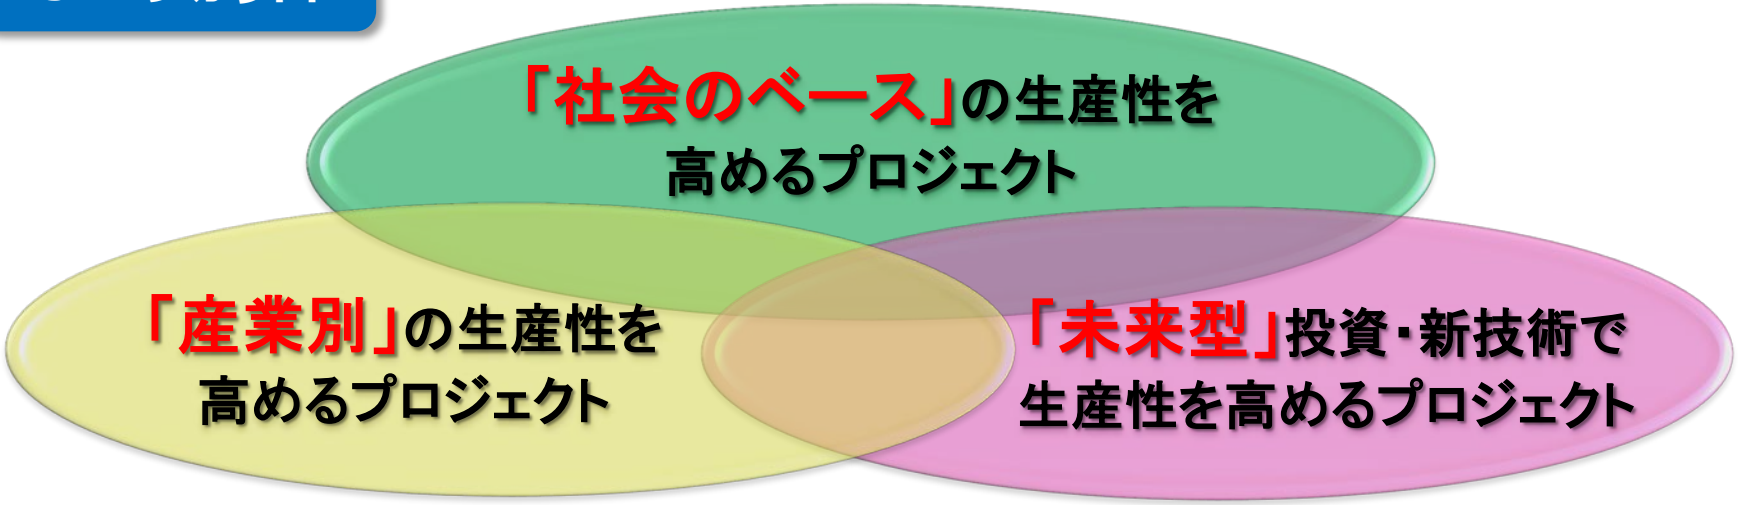 「社会のベース」の生産性を
高めるプロジェクト
「産業別」の生産性を
高めるプロジェクト
「未来型」投資・新技術で
生産性を高めるプロジェクト